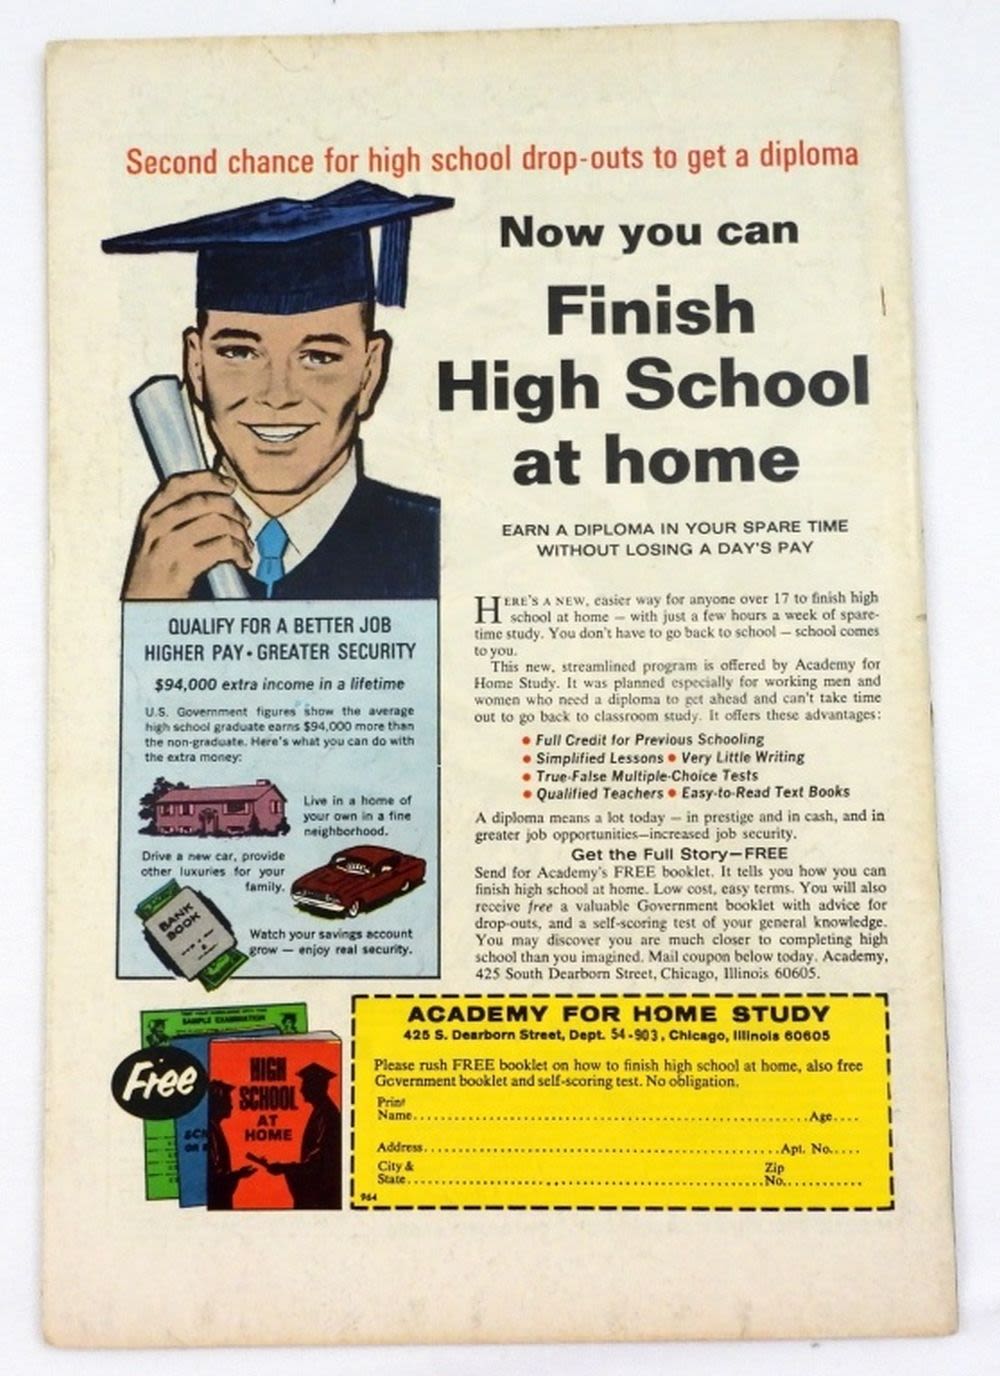 Second chance for high school drop-outs to get a diploma
Now you can
Finish
High School
at home
EARN A DIPLOMA IN YOUR SPARE TIME
WITHOUT LOSING A DAY'S PAY
QUALIFY FOR A BETTER JOB
HIGHER PAY • GREATER SECURITY
$94,000 extra income in a lifetime
U.S. Government figures show the average
high school graduate earns $94,000 more than
the non-graduate. Here's what you can do with
the extra money:
Live in a home of
your own in a fine
neighborhood.
Drive a new car, provide
other luxuries for your
family.
BANK
BOOK
Watch your savings account
grow — enjoy real security.
HERE'S A NEW, easier way for anyone over 17 to finish high
school at home — with just a few hours a week of spare-
time study. You don't have to go back to school — school comes
to you.
This new, streamlined program is offered by Academy for
Home Study. It was planned especially for working men and
women who need a diploma to get ahead and can't take time
out to go back to classroom study. It offers these advantages:
• Full Credit for Previous Schooling
• Simplified Lessons • Very Little Writing
• True-False Multiple-Choice Tests
• Qualified Teachers • Easy-to-Read Text Books
A diploma means a lot today — in prestige and in cash, and in
greater job opportunities—increased job security.
Get the Full Story—FREE
Send for Academy's FREE booklet. It tells you how you can
finish high school at home. Low cost, easy terms. You will also
receive free a valuable Government booklet with advice for
drop-outs, and a self-scoring test of your general knowledge.
You may discover you are much closer to completing high
school than you imagined. Mail coupon below today. Academy,
425 South Dearborn Street, Chicago, Illinois 60605.
SAMPLE EXAMINATION
Free
HIGH
SCHOOL
AT
HOME
ACADEMY FOR HOME STUDY
425 S. Dearborn Street, Dept. 54-903, Chicago, Illinois 60605
Please rush FREE booklet on how to finish high school at home, also free
Government booklet and self-scoring test. No obligation.
Print
Name..........Age....
Address..........Apt. No.....
City & Zip
State..........No..........
964